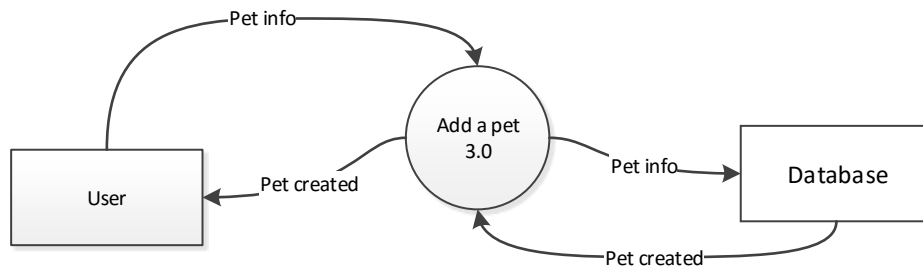 Pet info
Add a pet
3.0
Pet info
Database
Pet created
User
Pet created